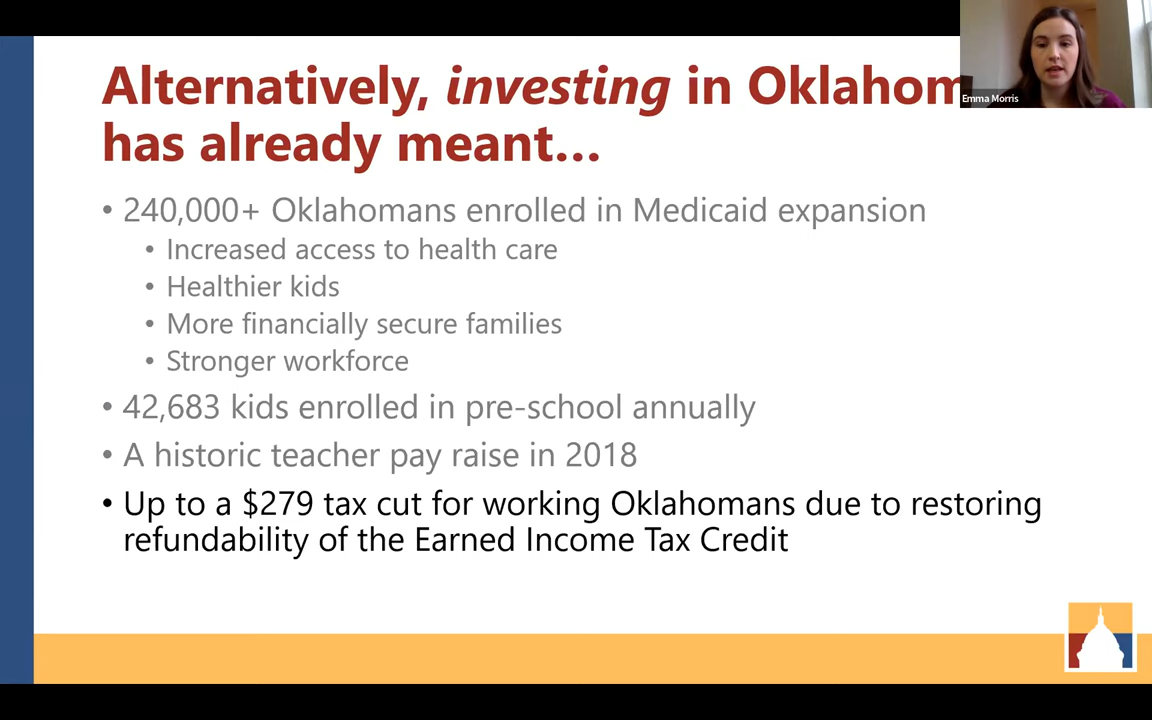 Alternatively, investing in Oklahom
has already meant...
Emma Morris
• 240,000+ Oklahomans enrolled in Medicaid expansion
• Increased access to health care
• Healthier kids
• More financially secure families
• Stronger workforce
• 42,683 kids enrolled in pre-school annually
• A historic teacher pay raise in 2018
• Up to a $279 tax cut for working Oklahomans due to restoring
refundability of the Earned Income Tax Credit